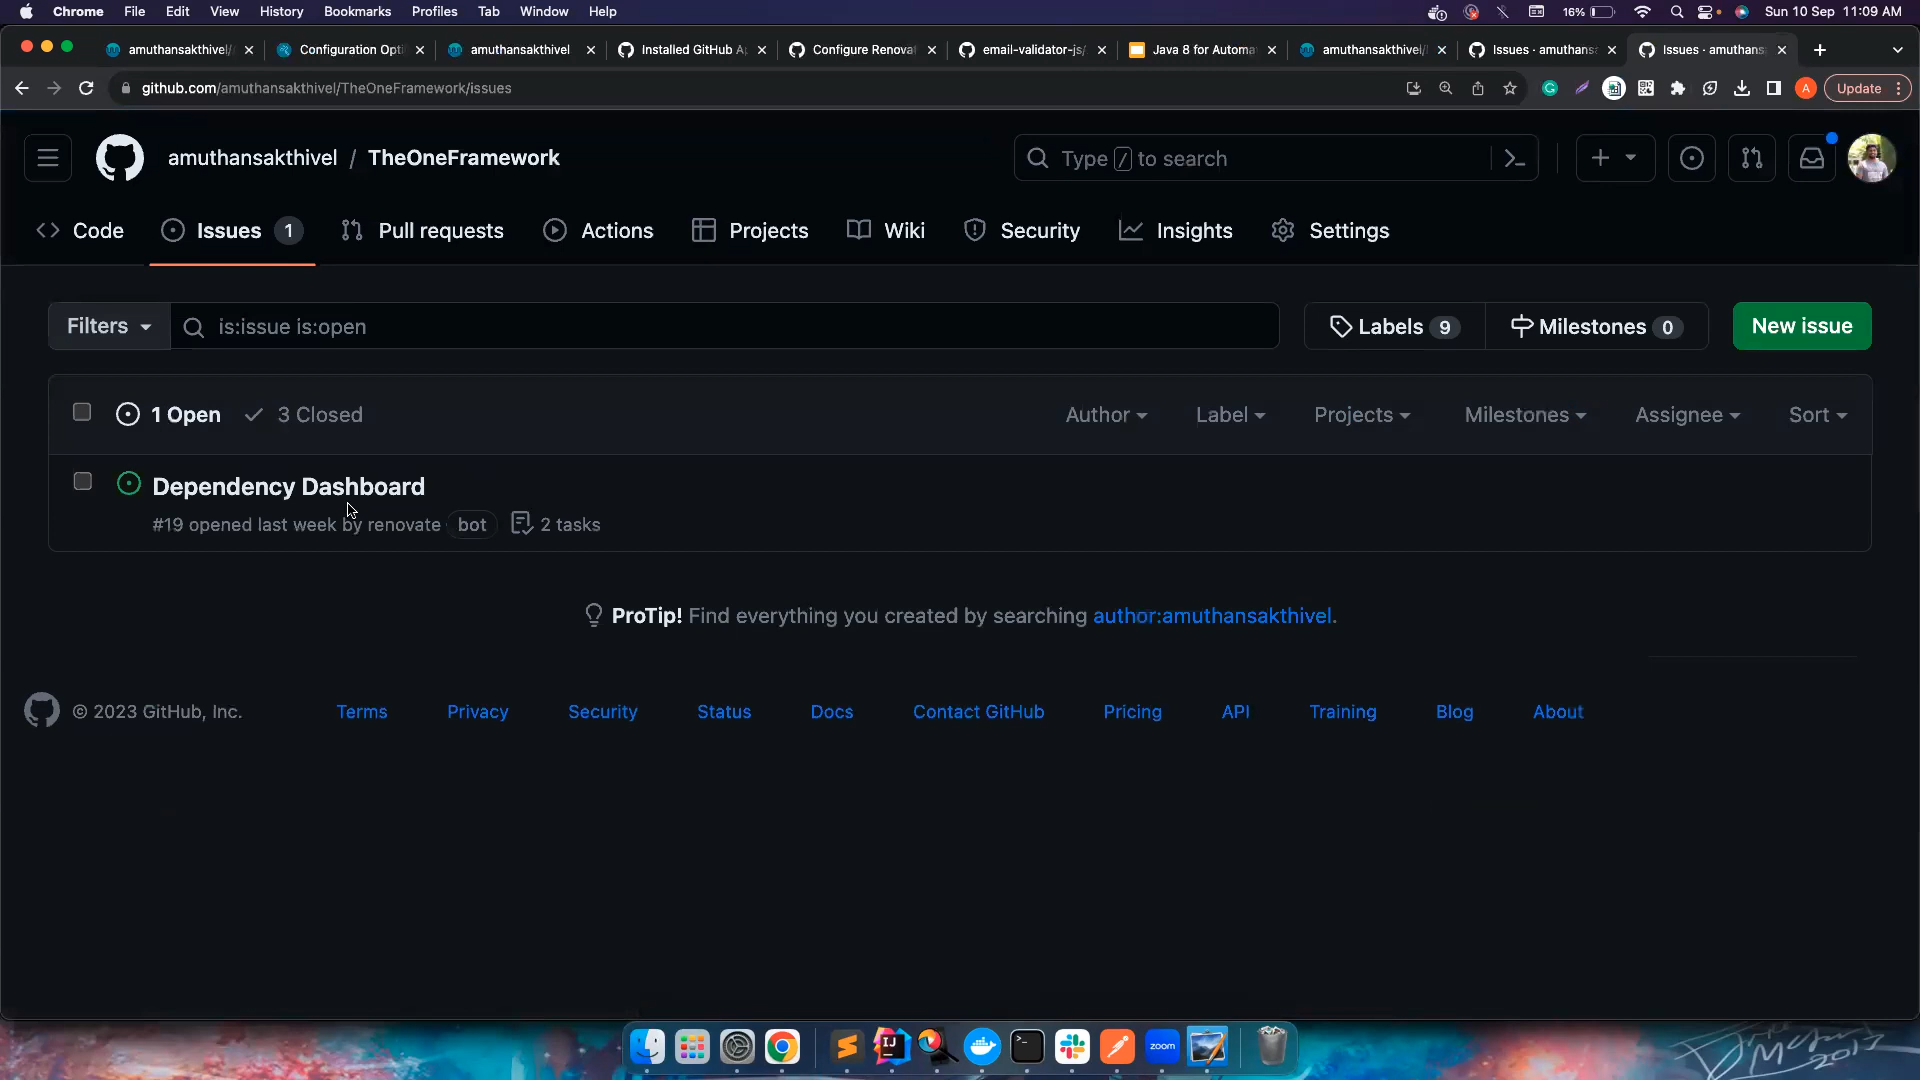 Chrome File Edit View History Bookmarks Profiles Tab Window Help 16% Sun 10 Sep 11:09 AM
amuthansakthivel/ Configuration Opti amuthansakthivel Installed GitHub A Configure Renova email-validator-js/ Java 8 for Automa amuthansakthivel/ Issues · amuthans Issues · amuthans
github.com/amuthansakthivel/TheOneFramework/issues A Update
amuthansakthivel / TheOneFramework Type / to search
Code Issues 1 Pull requests Actions Projects Wiki Security Insights Settings
Filters is:issue is:open Labels 9 Milestones 0 New issue
1 Open 3 Closed Author Label Projects Milestones Assignee Sort
Dependency Dashboard
#19 opened last week by renovate bot 2 tasks
ProTip! Find everything you created by searching author:amuthansakthivel.
© 2023 GitHub, Inc. Terms Privacy Security Status Docs Contact GitHub Pricing API Training Blog About
IJ zoom
2017